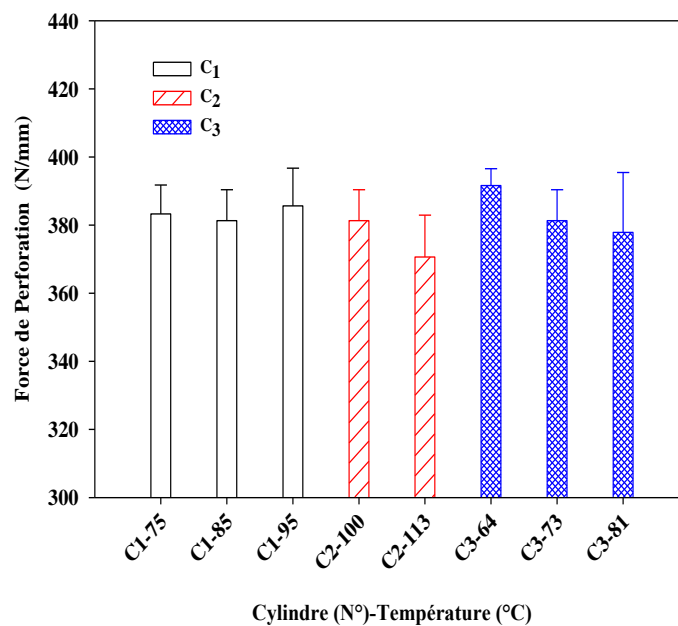 440
420
400
380
360
340
320
300
Force de Perforation (N/mm)
C1
C2
C3
C1-75
C1-85
C1-95
C2-100
C2-113
C3-64
C3-73
C3-81
Cylindre (N°)-Température (°C)